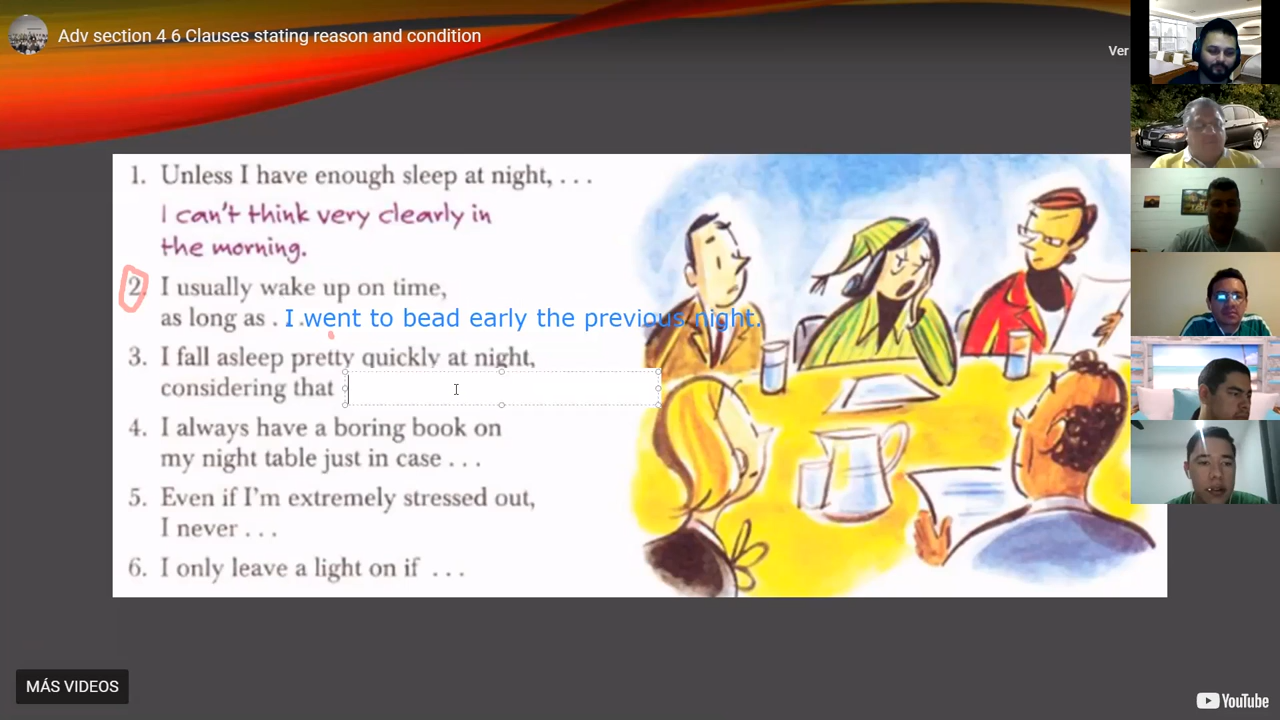 Adv section 4 6 Clauses stating reason and condition
Ver
1. Unless I have enough sleep at night, . . .
I can't think very clearly in
the morning.
2. I usually wake up on time,
as long as . I . went to bead early the previous night.
3. I fall asleep pretty quickly at night,
considering that
4. I always have a boring book on
my night table just in case . . .
5. Even if I'm extremely stressed out,
I never . . .
6. I only leave a light on if . . .
MÁS VIDEOS
YouTube